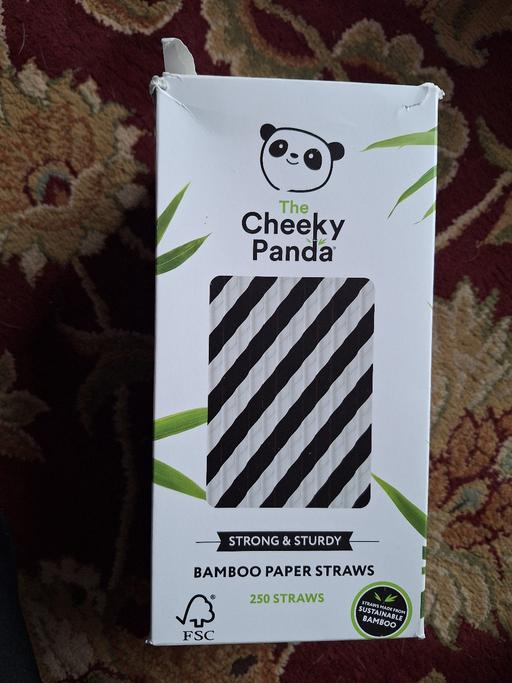 The
Cheeky
Panda
STRONG & STURDY
BAMBOO PAPER STRAWS
250 STRAWS
FSC®
STRAWS MADE FROM
SUSTAINABLE
BAMBOO